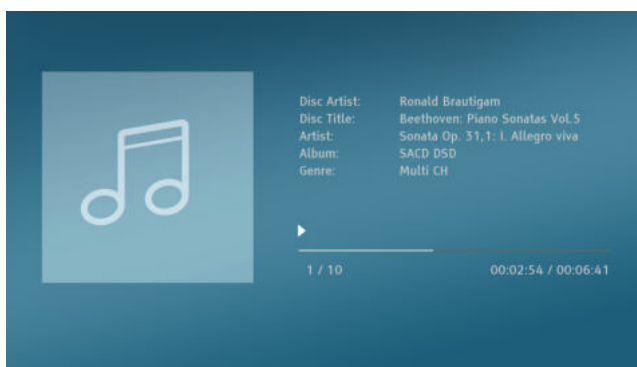 Disc Artist: Ronald Brautigam
Disc Title: Beethoven: Piano Sonatas Vol.5
Artist: Sonata Op. 31,1: I. Allegro viva
Album: SACD DSD
Genre: Multi CH
1 / 10 00:02:54 / 00:06:41